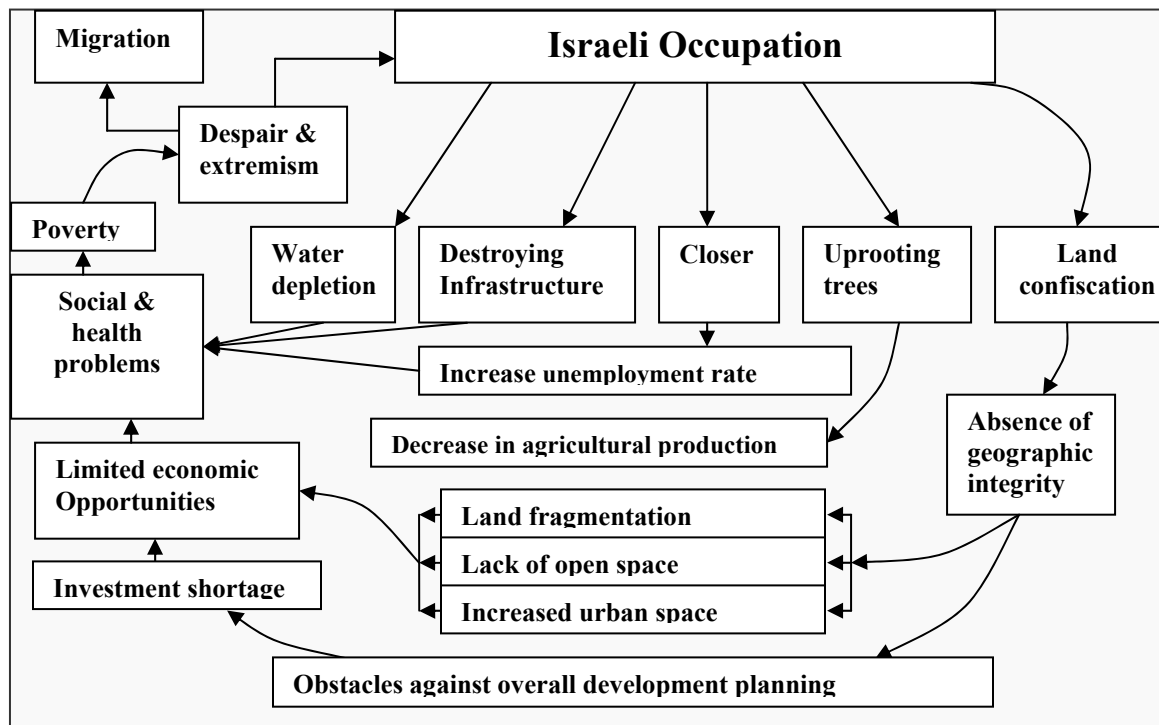 Migration
Israeli Occupation
Despair &
extremism
Poverty
Water
depletion
Destroying
Infrastructure
Closer
Uprooting
trees
Land
confiscation
Social &
health
problems
Increase unemployment rate
Decrease in agricultural production
Absence of
geographic
integrity
Limited economic
Opportunities
Land fragmentation
Lack of open space
Increased urban space
Investment shortage
Obstacles against overall development planning